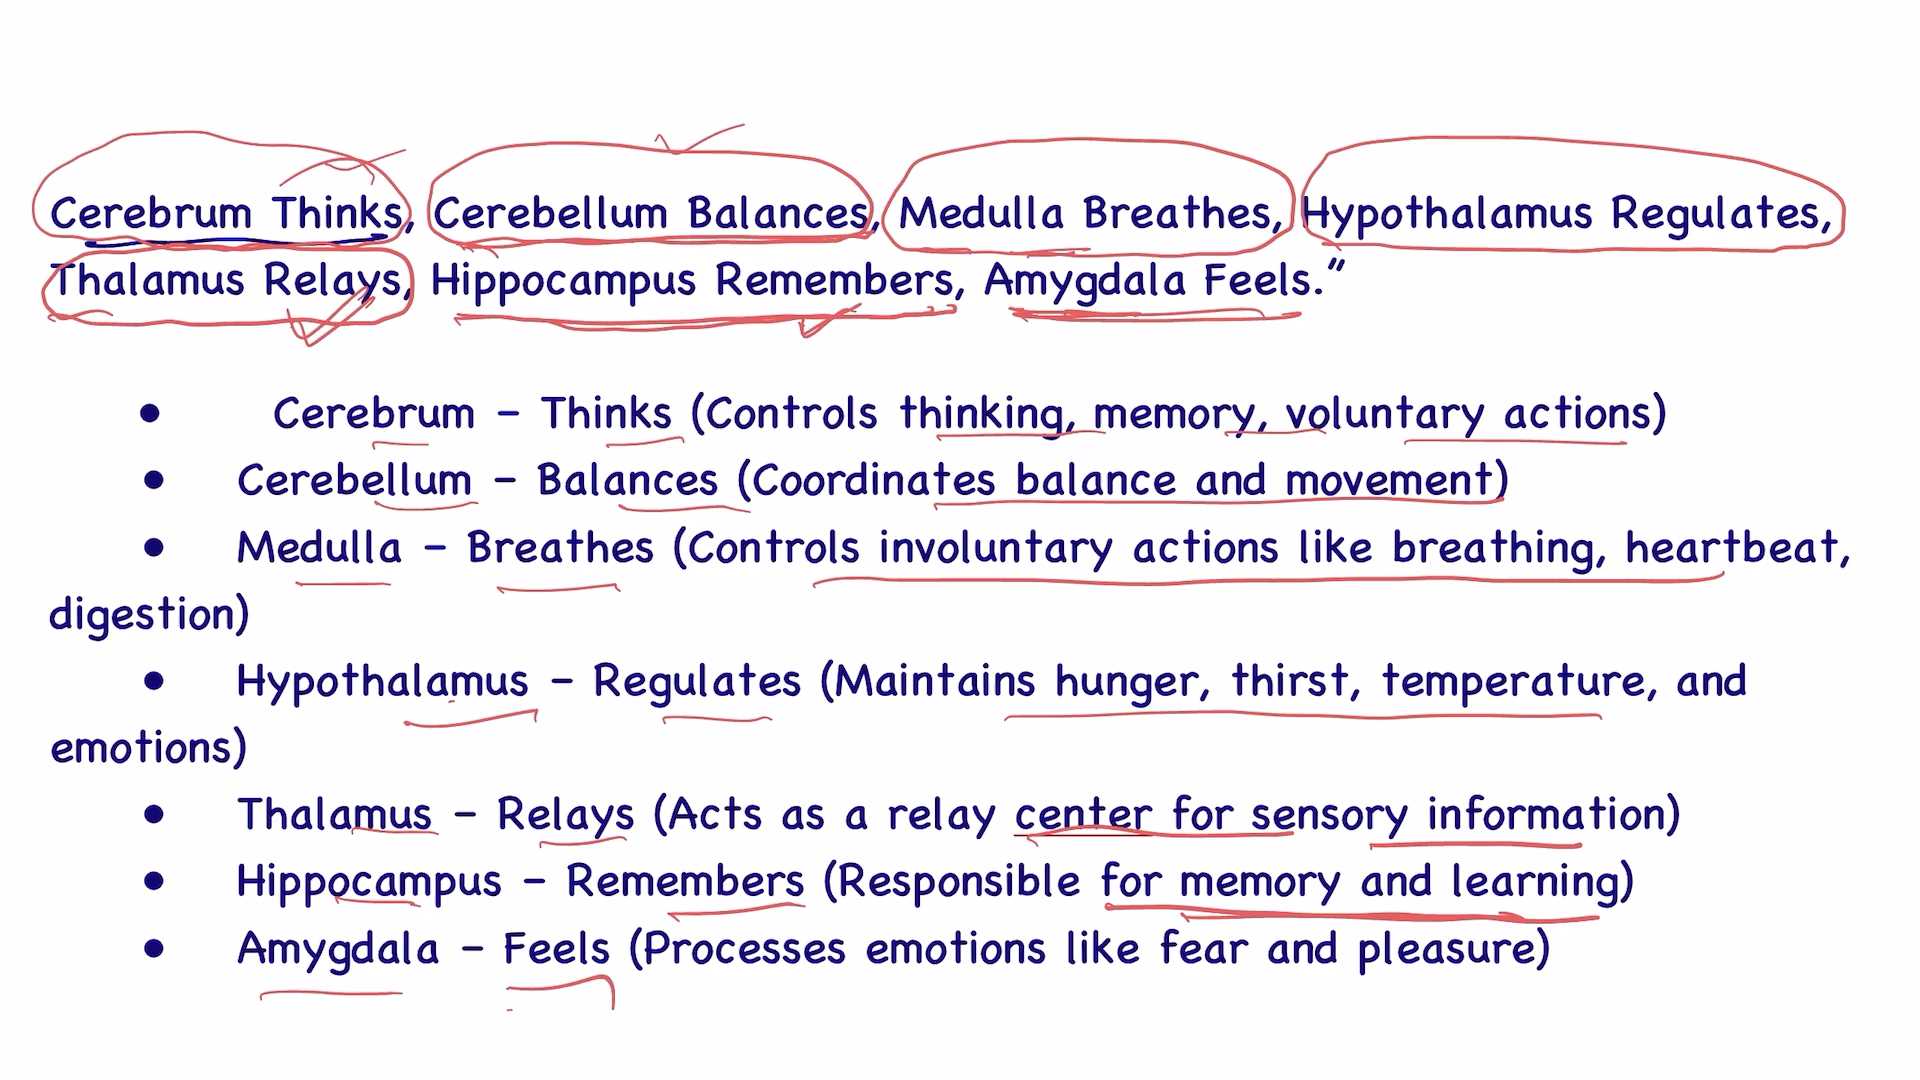 Cerebrum Thinks, Cerebellum Balances, Medulla Breathes, Hypothalamus Regulates,
Thalamus Relays, Hippocampus Remembers, Amygdala Feels.”
• Cerebrum – Thinks (Controls thinking, memory, voluntary actions)
• Cerebellum – Balances (Coordinates balance and movement)
• Medulla – Breathes (Controls involuntary actions like breathing, heartbeat,
digestion)
• Hypothalamus – Regulates (Maintains hunger, thirst, temperature, and
emotions)
• Thalamus – Relays (Acts as a relay center for sensory information)
• Hippocampus – Remembers (Responsible for memory and learning)
• Amygdala – Feels (Processes emotions like fear and pleasure)